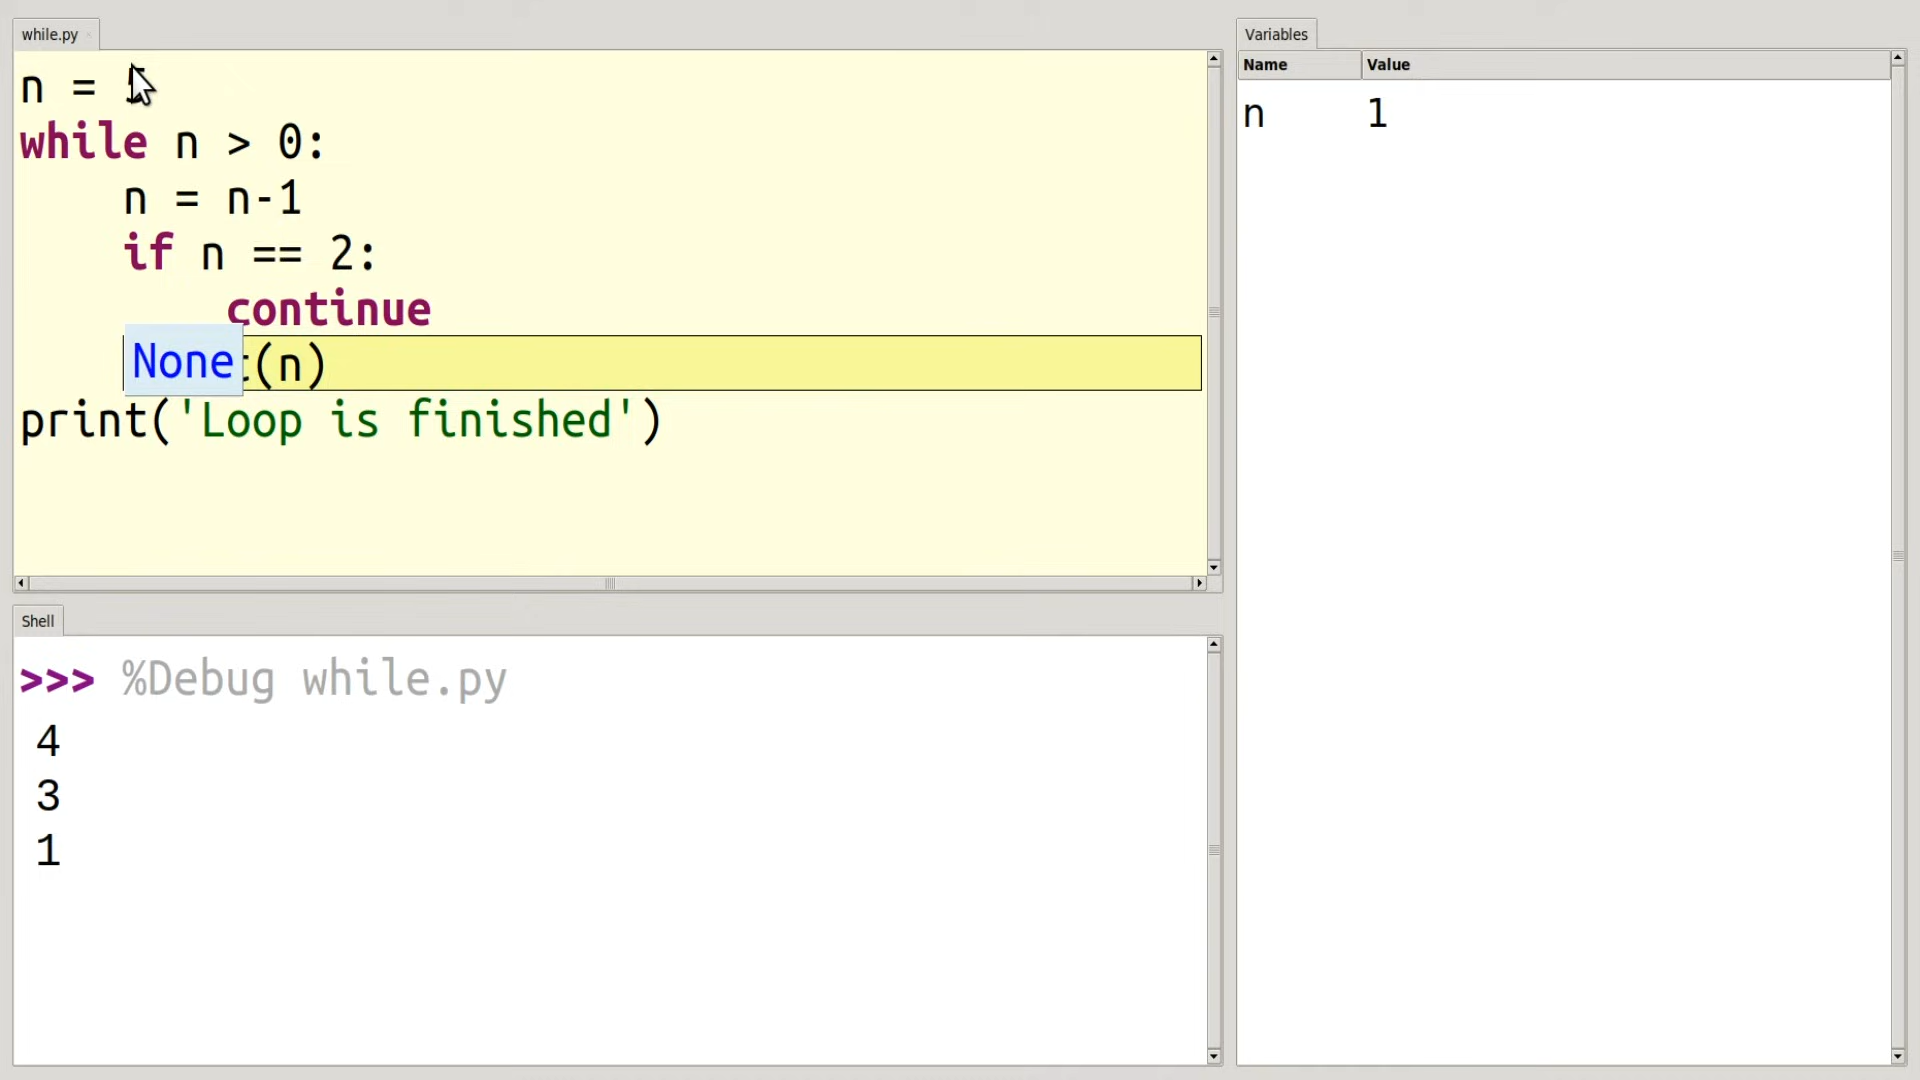 while.py
n = 5
while n > 0:
n = n-1
if n == 2:
continue
None t(n)
print('Loop is finished')
Variables
Name Value
n 1
Shell
>>> %Debug while.py
4
3
1